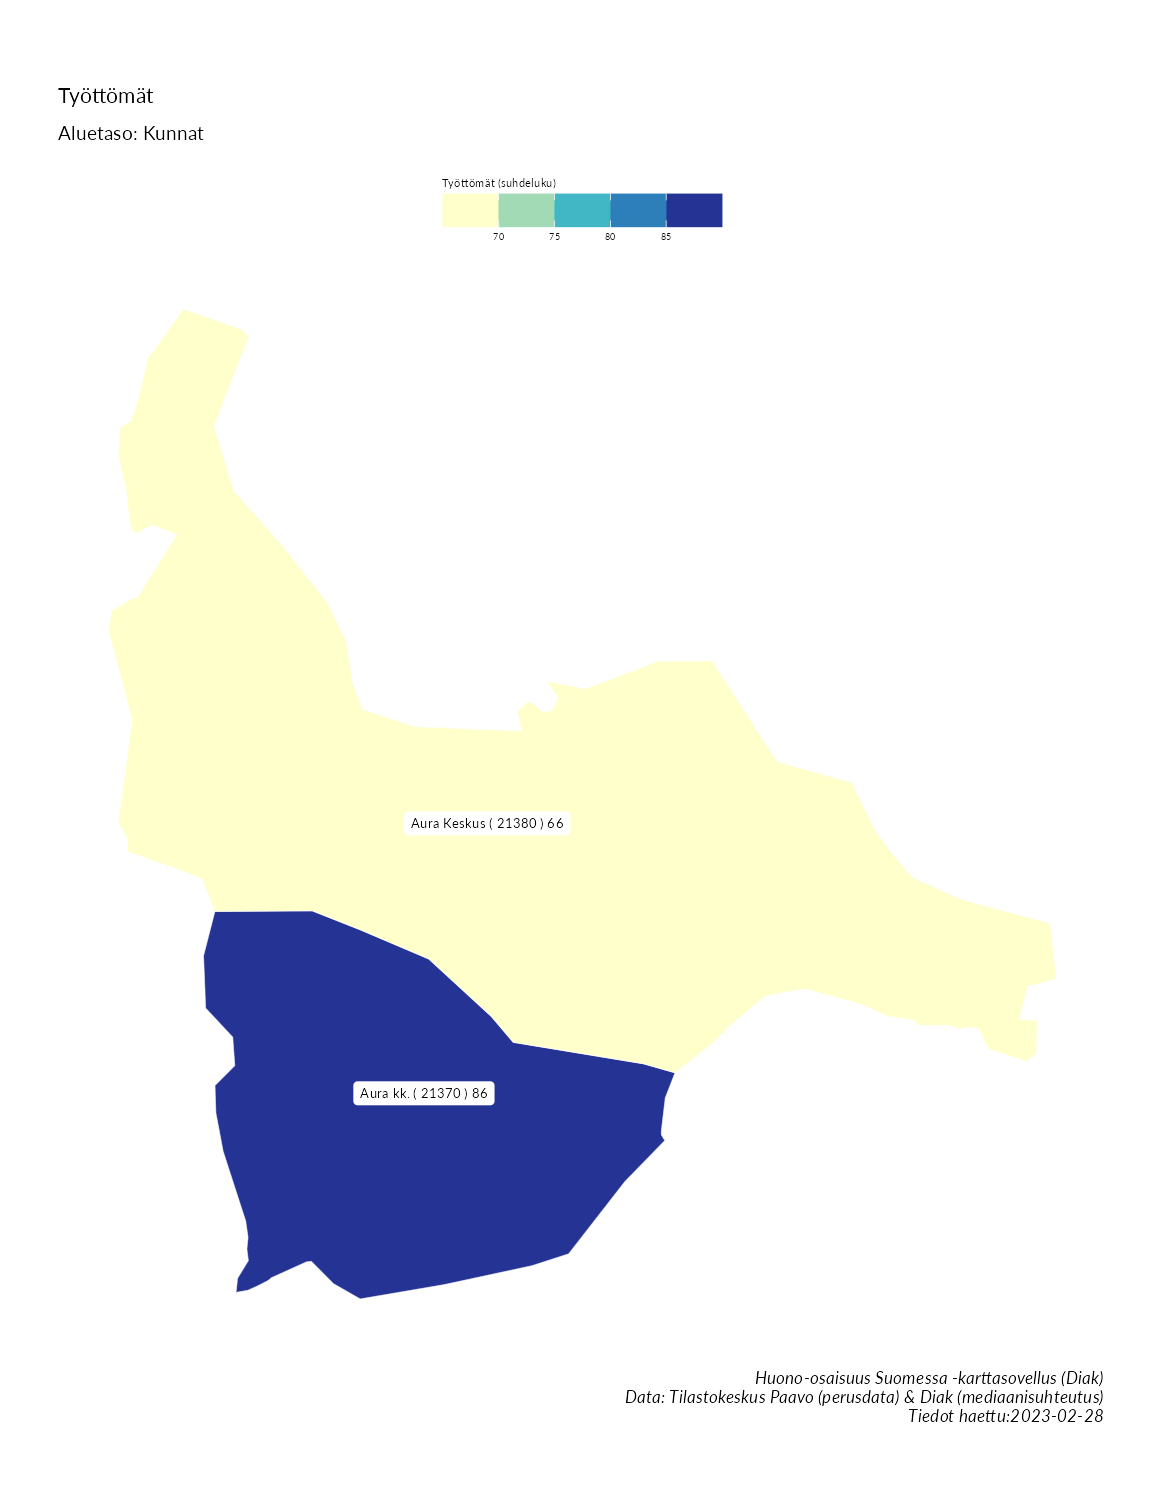 Työttömät
Aluetaso: Kunnat
Työttömät (suhdeluku)
70 75 80 85
Aura Keskus ( 21380 ) 66
Aura kk. ( 21370 ) 86
Huono-osaisuus Suomessa -karttasovellus (Diak)
Data: Tilastokeskus Paavo (perusdata) & Diak (mediaanisuhteutus)
Tiedot haettu:2023-02-28